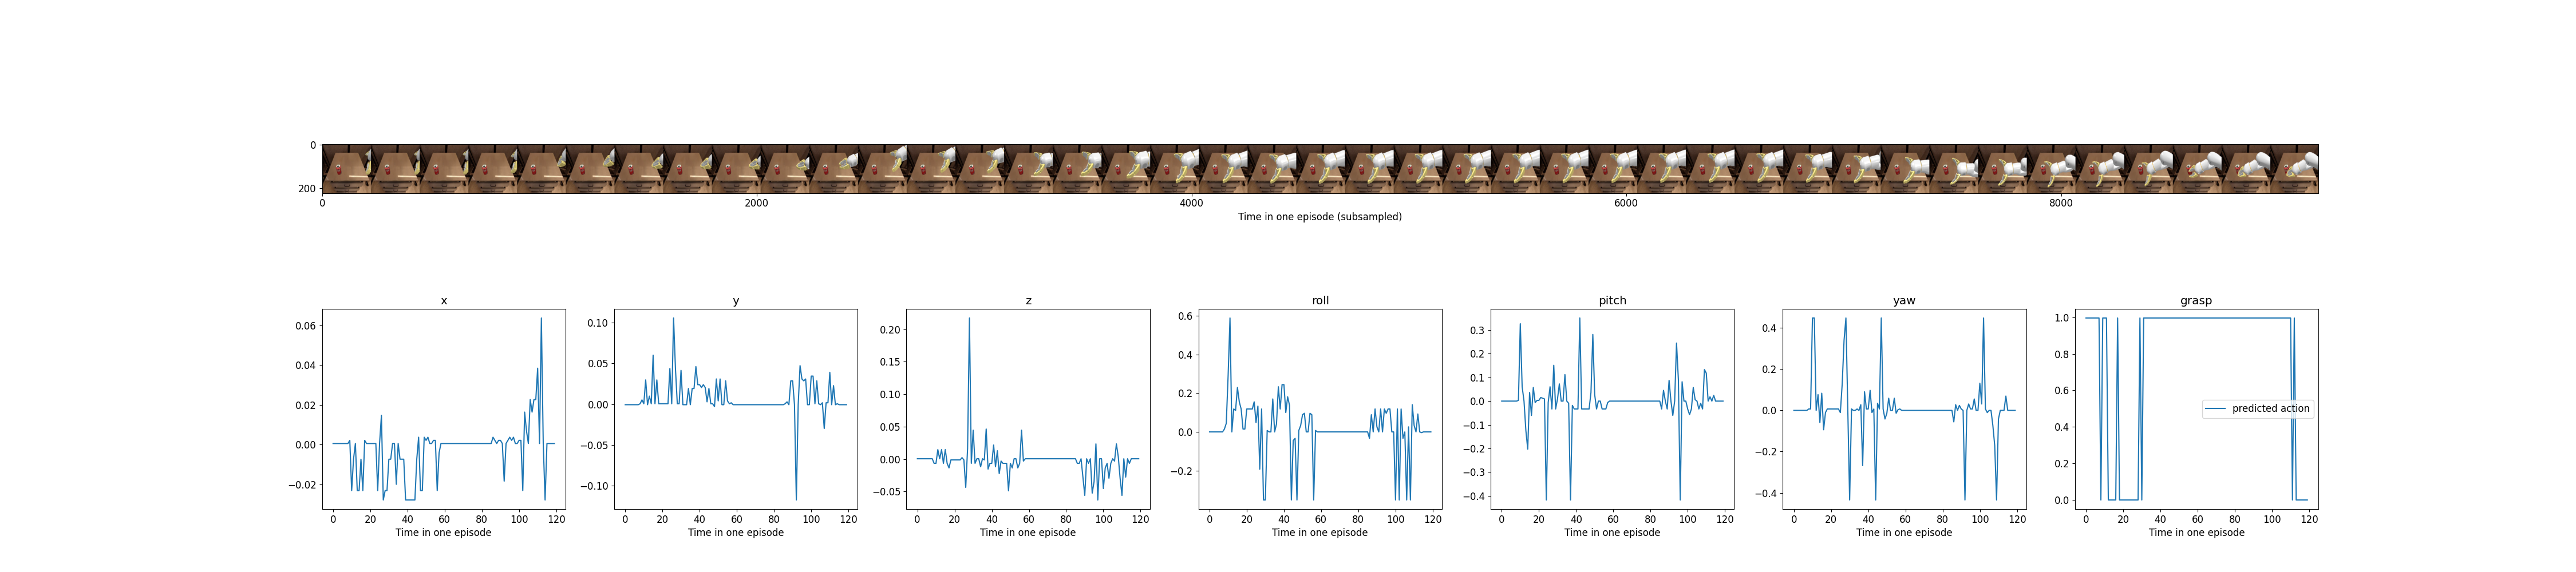 0
200
0 2000 4000 6000 8000
Time in one episode (subsampled)
x
0.06
0.04
0.02
0.00
−0.02
0 20 40 60 80 100 120
Time in one episode
y
0.10
0.05
0.00
−0.05
−0.10
0 20 40 60 80 100 120
Time in one episode
z
0.20
0.15
0.10
0.05
0.00
−0.05
0 20 40 60 80 100 120
Time in one episode
roll
0.6
0.4
0.2
0.0
−0.2
0 20 40 60 80 100 120
Time in one episode
pitch
0.3
0.2
0.1
0.0
−0.1
−0.2
−0.3
−0.4
0 20 40 60 80 100 120
Time in one episode
yaw
0.4
0.2
0.0
−0.2
−0.4
0 20 40 60 80 100 120
Time in one episode
grasp
1.0
0.8
0.6
0.4
0.2
0.0
predicted action
0 20 40 60 80 100 120
Time in one episode